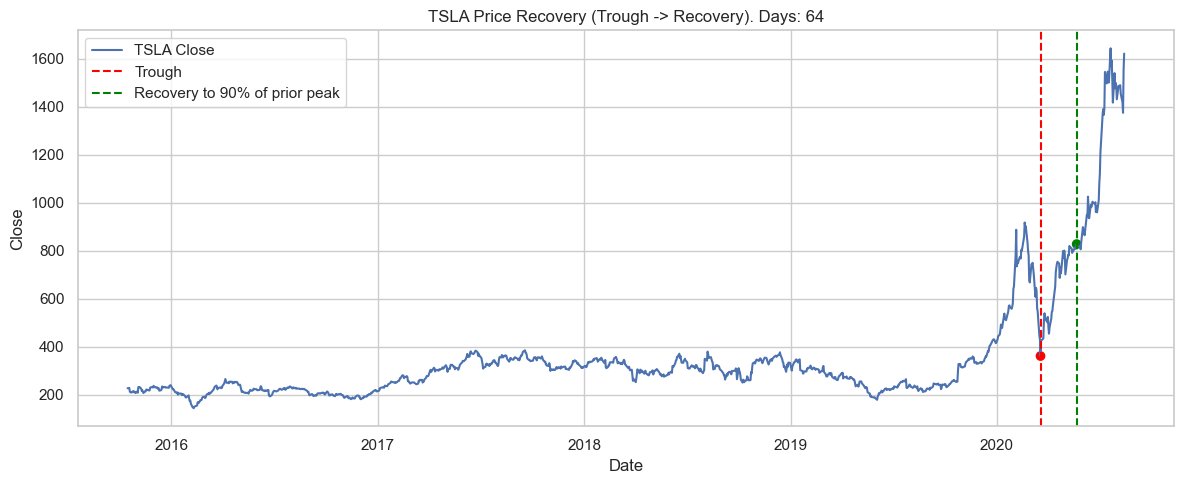 TSLA Price Recovery (Trough -> Recovery). Days: 64
TSLA Close
Trough
Recovery to 90% of prior peak
1600
1400
1200
1000
800
600
400
200
Close
2016
2017
2018
2019
2020
Date